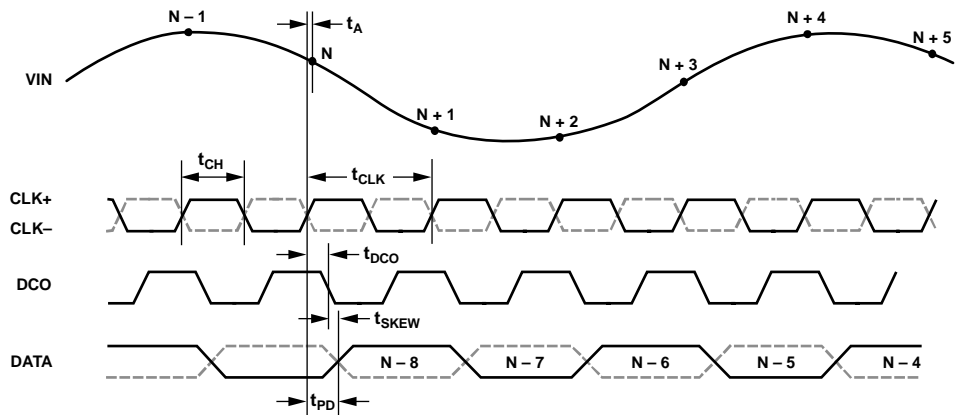 N – 1
t_A
N
N + 1
N + 2
N + 3
N + 4
N + 5
VIN
t_CH
t_CLK
CLK+
CLK–
t_DCO
DCO
t_SKEW
DATA
N – 8
N – 7
N – 6
N – 5
N – 4
t_PD